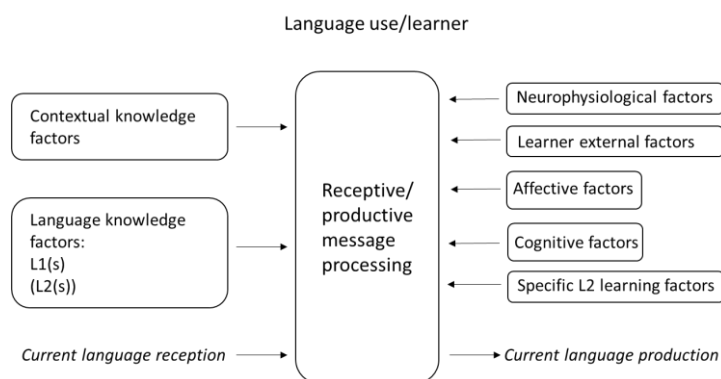 Language use/learner
Contextual knowledge
factors
Language knowledge
factors:
L1(s)
(L2(s))
Current language reception
Receptive/
productive
message
processing
Neurophysiological factors
Learner external factors
Affective factors
Cognitive factors
Specific L2 learning factors
Current language production